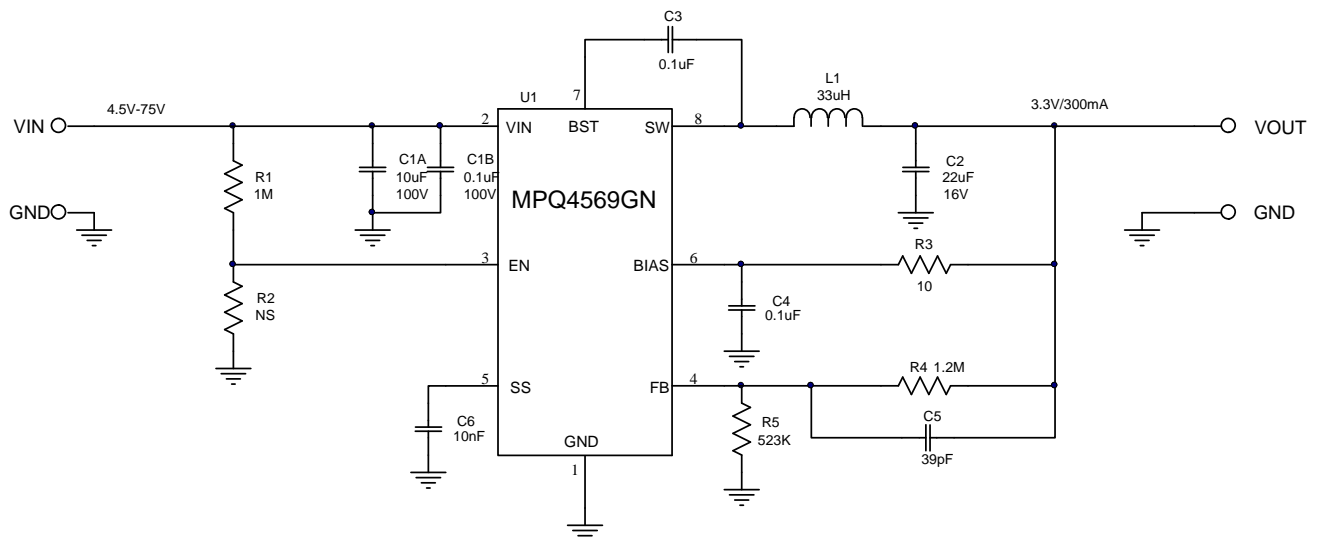 C3
0.1uF
L1
33uH
4.5V-75V
3.3V/300mA
U1
7
VIN
2
VIN
BST
SW
8
VOUT
R1
1M
C1A
10uF
100V
C1B
0.1uF
100V
MPQ4569GN
C2
22uF
16V
GND
GND
3
EN
BIAS
6
R3
10
R2
NS
C4
0.1uF
5
SS
FB
4
R4
1.2M
C6
10nF
R5
523K
C5
39pF
GND
1